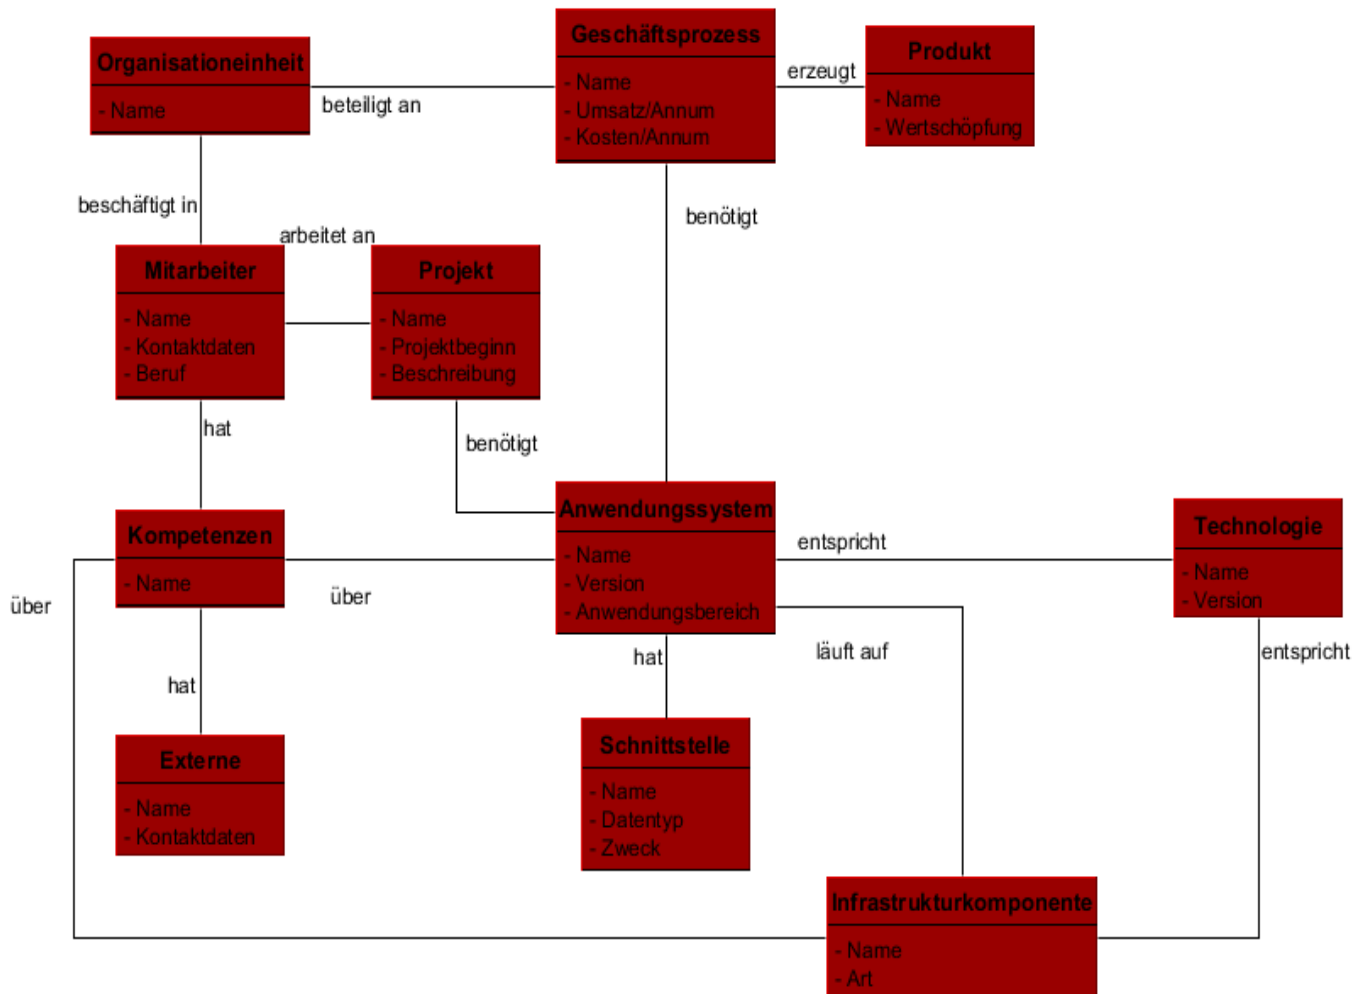 Organisationeinheit
- Name
beteiligt an
Geschäftsprozess
- Name
- Umsatz/Annum
- Kosten/Annum
erzeugt
Produkt
- Name
- Wertschöpfung
beschäftigt in
benötigt
arbeitet an
Mitarbeiter
- Name
- Kontaktdaten
- Beruf
Projekt
- Name
- Projektbeginn
- Beschreibung
hat
benötigt
Kompetenzen
- Name
über
über
Anwendungssystem
- Name
- Version
- Anwendungsbereich
entspricht
Technologie
- Name
- Version
hat
läuft auf
entspricht
hat
Externe
- Name
- Kontaktdaten
Schnittstelle
- Name
- Datentyp
- Zweck
Infrastrukturkomponente
- Name
- Art